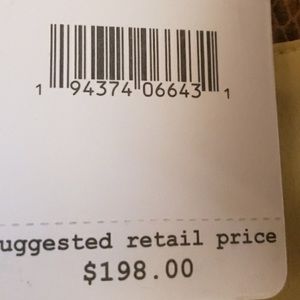 1 94374 06643 1
uggested retail price
$198.00